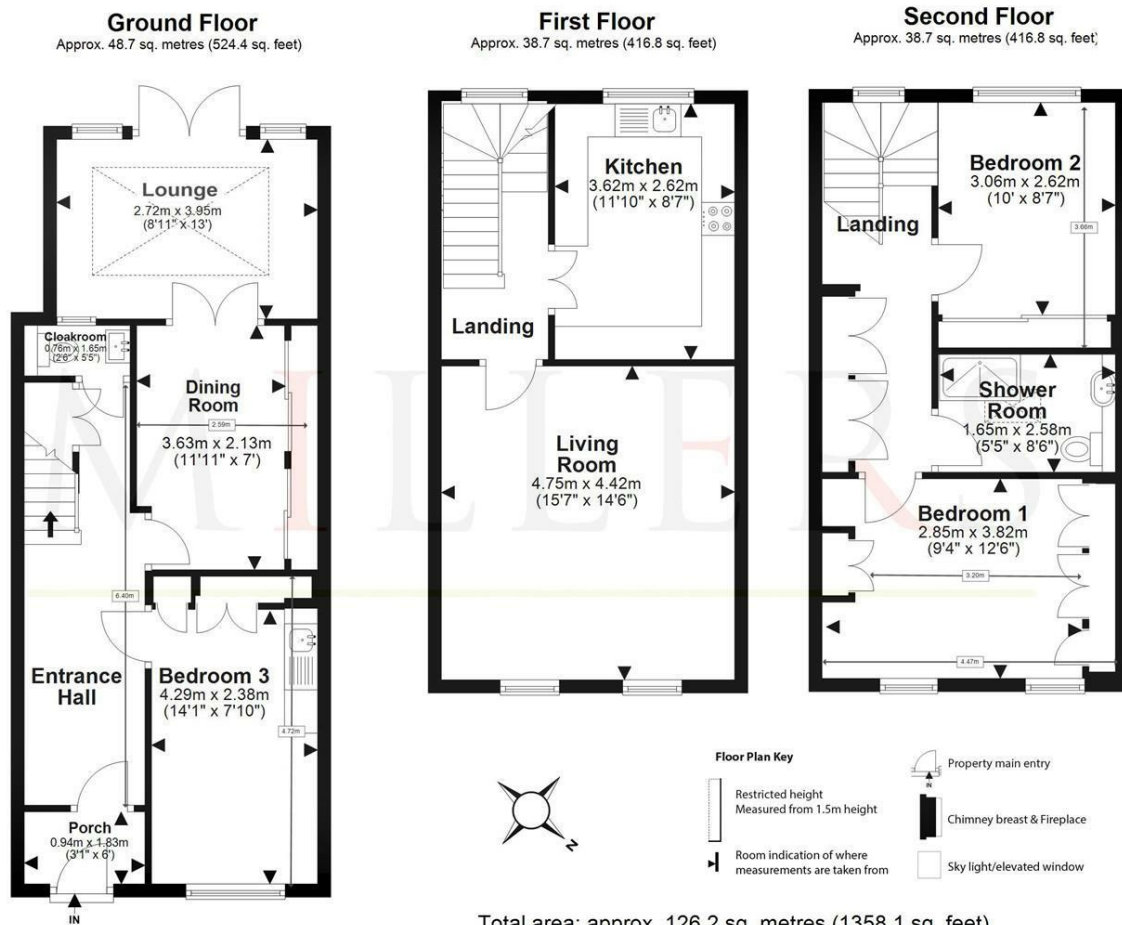 Ground Floor
Approx. 48.7 sq. metres (524.4 sq. feet)
Lounge
2.72m x 3.95m
(8'11" x 13')
Cloakroom
0.76m x 1.65m
(2'6" x 5'5")
Dining
Room
2.59m
3.63m x 2.13m
(11'11" x 7')
6.40m
Entrance
Hall
Bedroom 3
4.29m x 2.38m
(14'1" x 7'10")
4.72m
Porch
0.94m x 1.83m
(3'1" x 6')
IN
First Floor
Approx. 38.7 sq. metres (416.8 sq. feet)
Kitchen
3.62m x 2.62m
(11'10" x 8'7")
Landing
Living
Room
4.75m x 4.42m
(15'7" x 14'6")
Second Floor
Approx. 38.7 sq. metres (416.8 sq. feet)
Bedroom 2
3.06m x 2.62m
(10' x 8'7")
3.66m
Landing
Shower
Room
1.65m x 2.58m
(5'5" x 8'6")
Bedroom 1
2.85m x 3.82m
(9'4" x 12'6")
3.20m
4.47m
MILLERS
N
Floor Plan Key
Restricted height
Measured from 1.5m height
Room indication of where
measurements are taken from
IN
Property main entry
Chimney breast & Fireplace
Sky light/elevated window
Total area: approx. 126.2 sq. metres (1358.1 sq. feet)